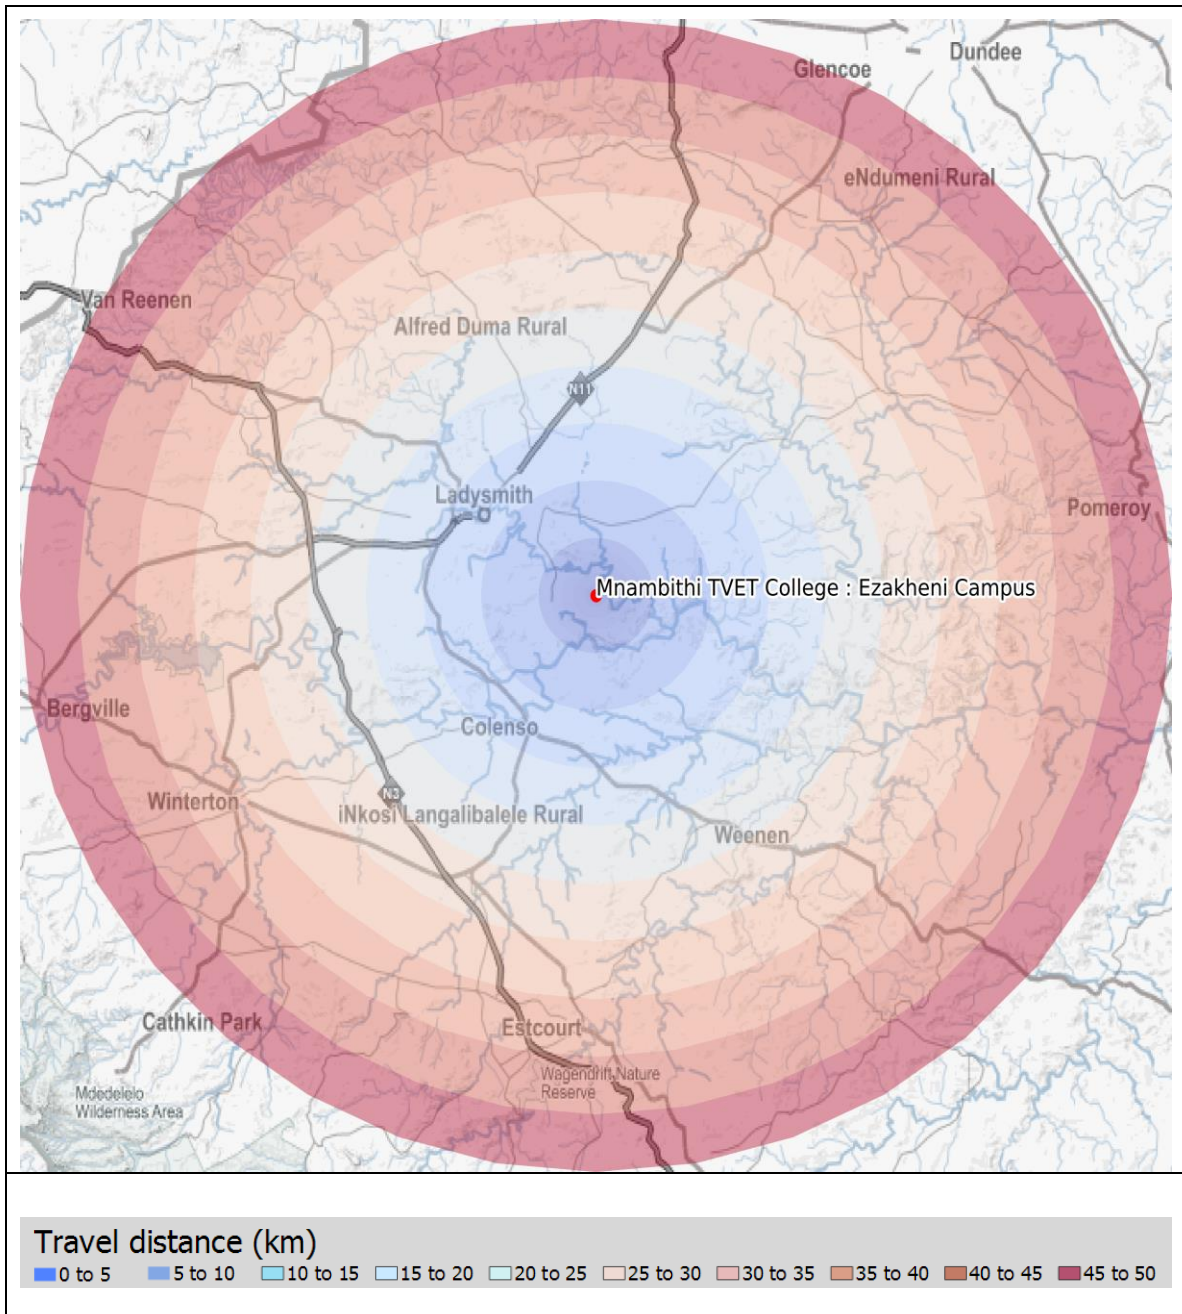 Dundee
Glencoe
eNdumeni Rural
Van Reenen
Alfred Duma Rural
N11
Ladysmith
Pomeroy
Mnambithi TVET College : Ezakheni Campus
Bergville
Colenso
N3
Winterton
iNkosi Langalibalele Rural
Weenen
Cathkin Park
Estcourt
Wagendrift Nature
Reserve
Mdedelelo
Wilderness Area
Travel distance (km)
0 to 5 5 to 10 10 to 15 15 to 20 20 to 25 25 to 30 30 to 35 35 to 40 40 to 45 45 to 50